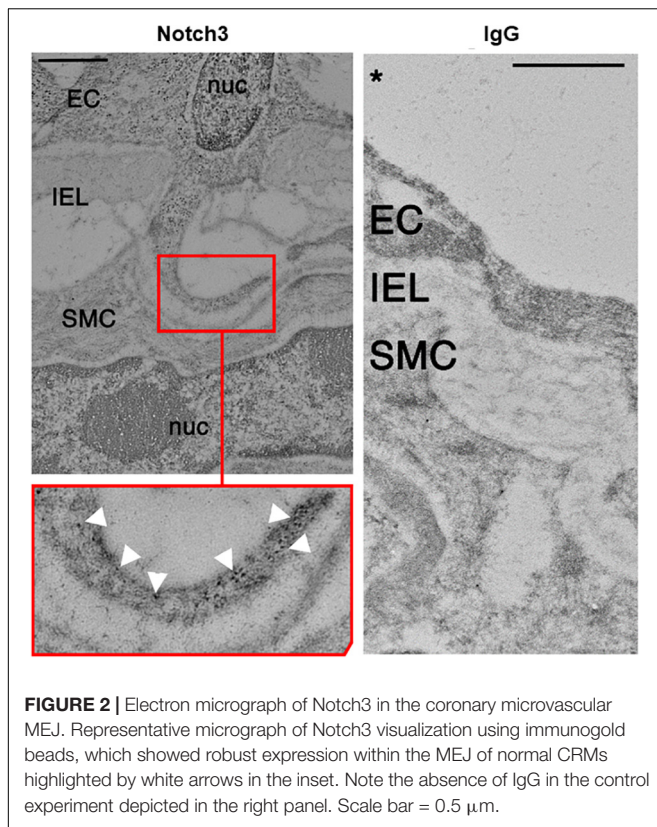 Notch3
IgG
EC
nuc
IEL
SMC
nuc
*
EC
IEL
SMC
FIGURE 2 | Electron micrograph of Notch3 in the coronary microvascular
MEJ. Representative micrograph of Notch3 visualization using immunogold
beads, which showed robust expression within the MEJ of normal CRMs
highlighted by white arrows in the inset. Note the absence of IgG in the control
experiment depicted in the right panel. Scale bar = 0.5 μm.